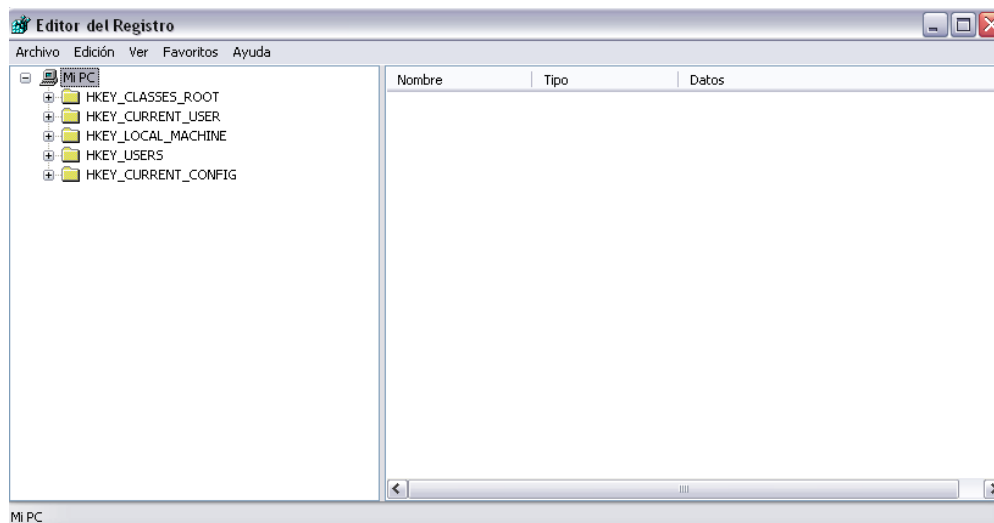 Editor del Registro
Archivo Edición Ver Favoritos Ayuda
Mi PC
HKEY_CLASSES_ROOT
HKEY_CURRENT_USER
HKEY_LOCAL_MACHINE
HKEY_USERS
HKEY_CURRENT_CONFIG
Nombre Tipo Datos
Mi PC